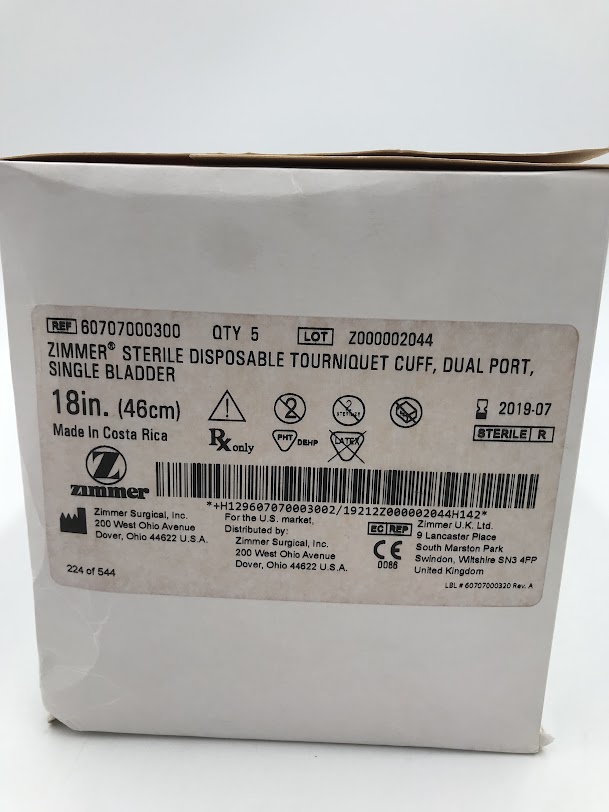 REF 60707000300 QTY 5 LOT Z000002044
ZIMMER® STERILE DISPOSABLE TOURNIQUET CUFF, DUAL PORT,
SINGLE BLADDER
18in. (46cm)
2
2
STERILIZE
2019-07
Made In Costa Rica
Rx only
PHT DEHP
LATEX
STERILE R
Z
zimmer
*+H129607070003002/19212Z000002044H142*
Zimmer Surgical, Inc.
200 West Ohio Avenue
Dover, Ohio 44622 U.S.A.
For the U.S. market,
Distributed by:
Zimmer Surgical, Inc.
200 West Ohio Avenue
Dover, Ohio 44622 U.S.A.
EC REP
CE
0086
Zimmer U.K. Ltd.
9 Lancaster Place
South Marston Park
Swindon, Wiltshire SN3 4FP
United Kingdom
224 of 544
LBL # 60707000320 Rev. A